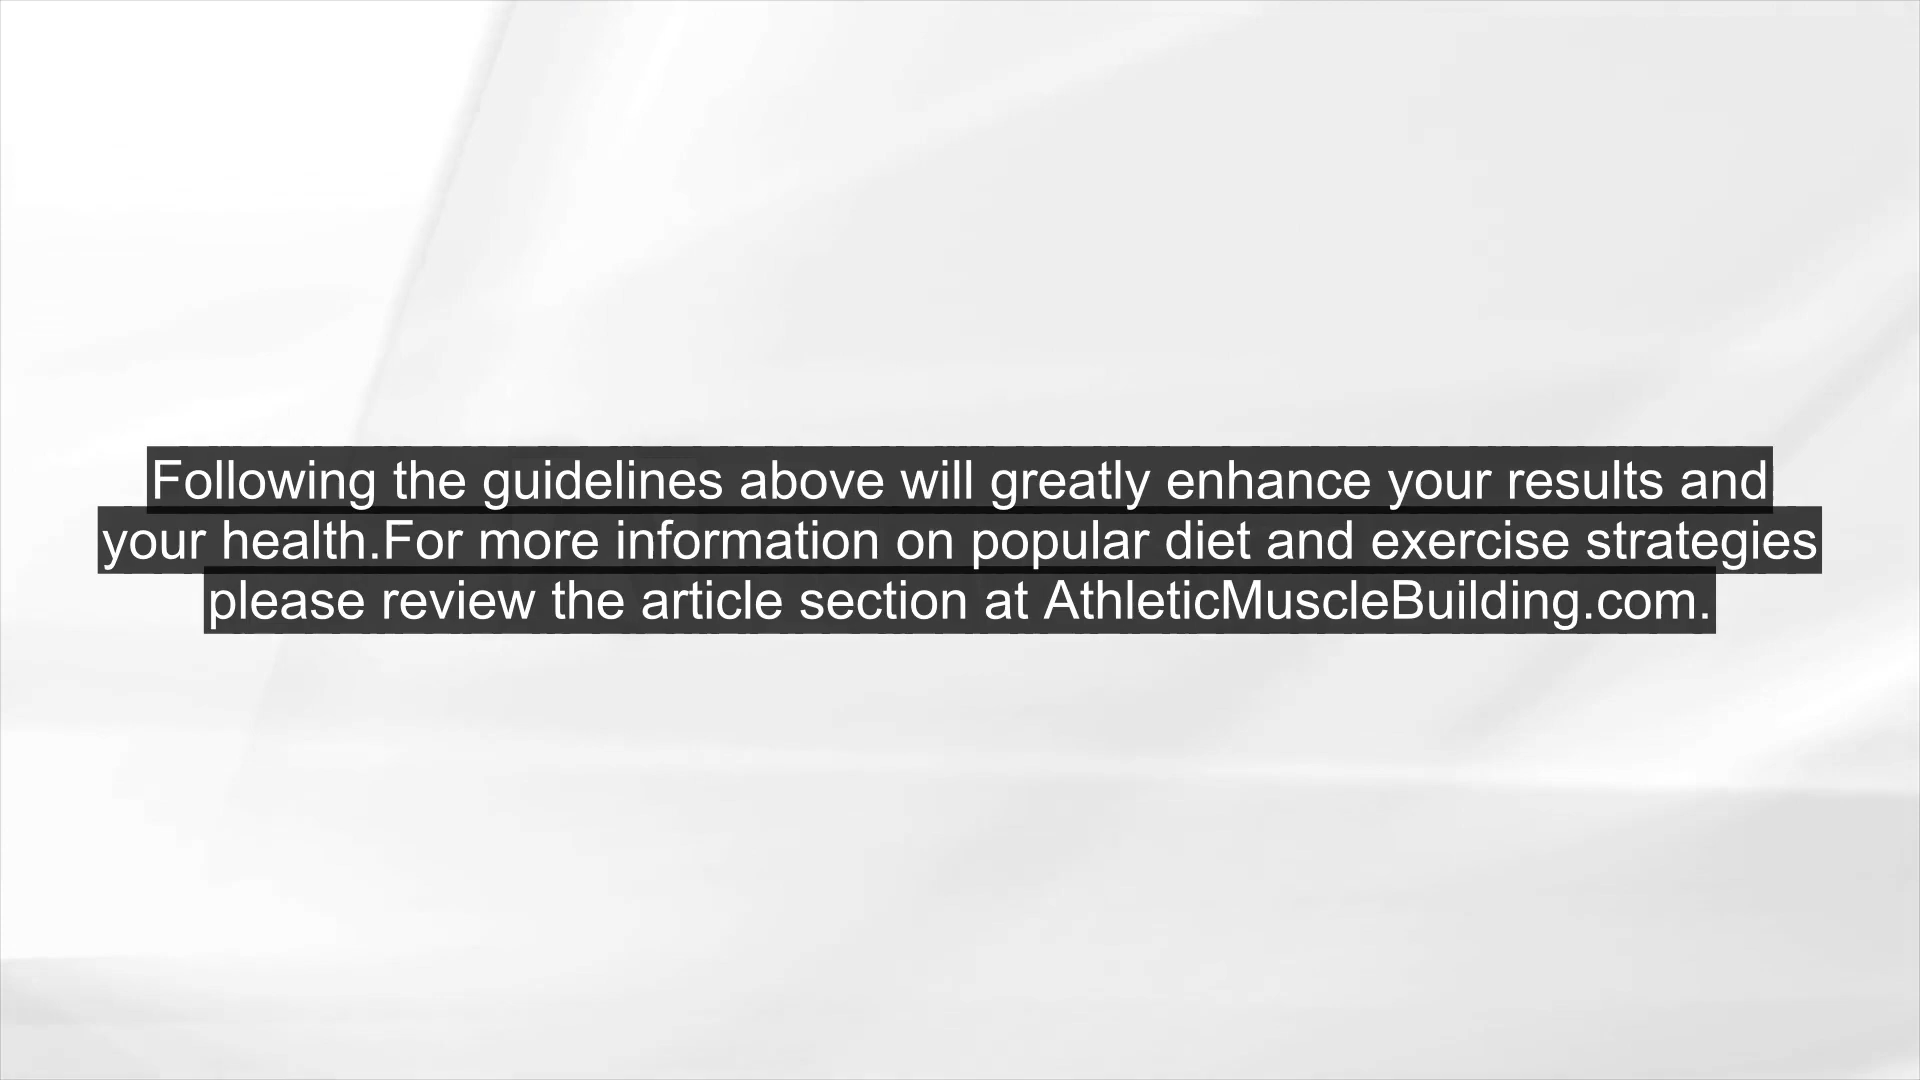 Following the guidelines above will greatly enhance your results and
your health.For more information on popular diet and exercise strategies
please review the article section at AthleticMuscleBuilding.com.